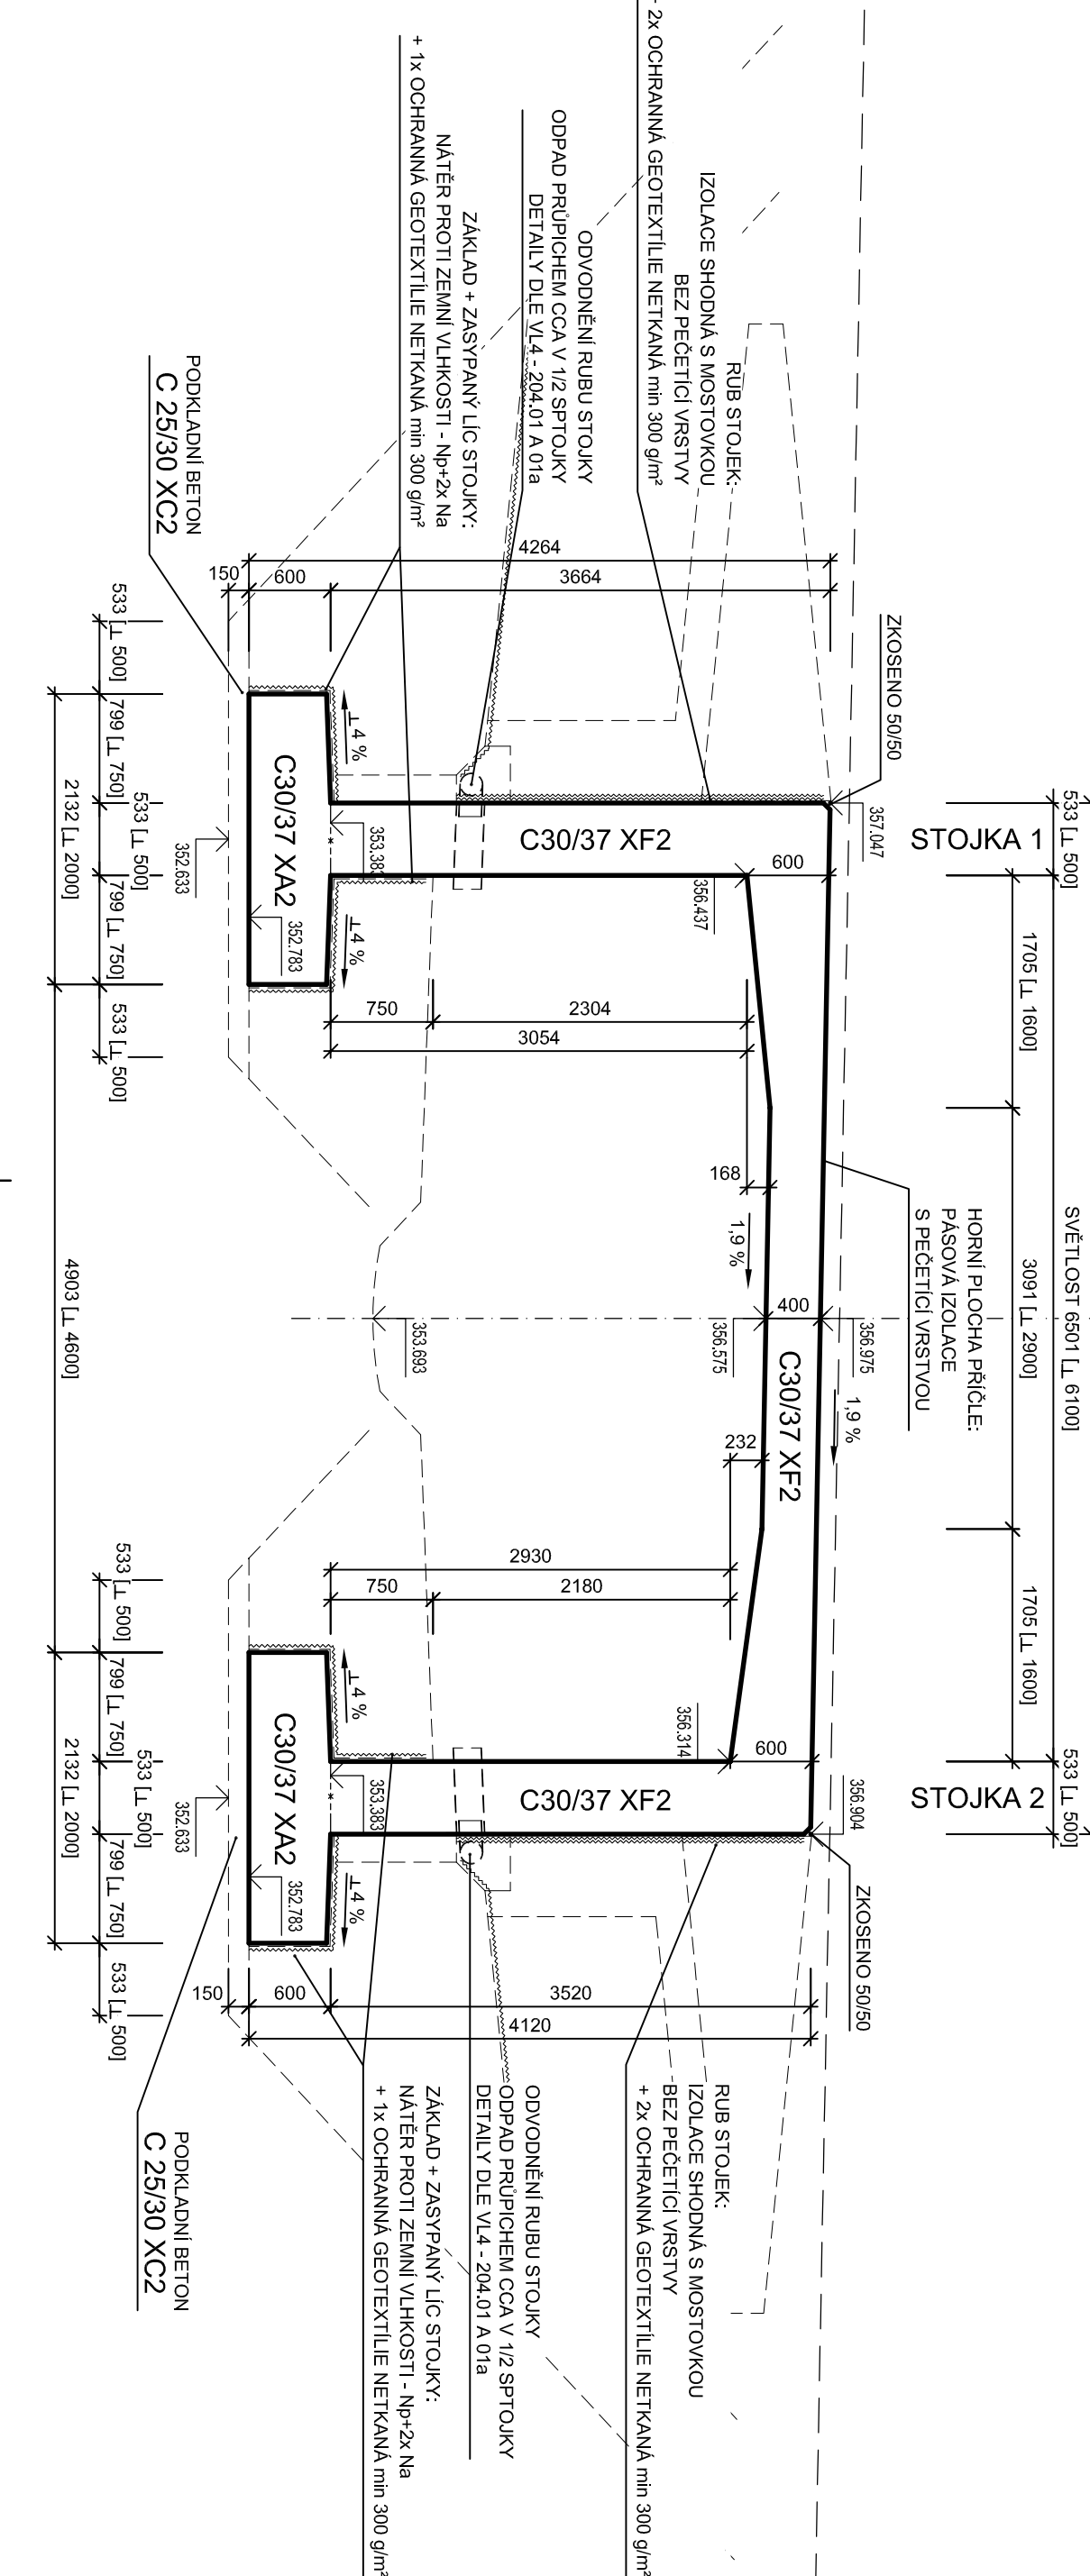 SVĚTLOST 6501 [⊥ 6100]
533 [⊥ 500]
533 [⊥ 500]
1705 [⊥ 1600]
3091 [⊥ 2900]
1705 [⊥ 1600]
STOJKA 1
STOJKA 2
HORNÍ PLOCHA PŘÍČLE:
PÁSOVÁ IZOLACE
S PEČETÍCÍ VRSTVOU
ZKOSENO 50/50
ZKOSENO 50/50
357.047
356.975
356.904
1,9 %
1,9 %
600
400
600
C30/37 XF2
168
232
356.437
356.575
356.314
+ 2x OCHRANNÁ GEOTEXTÍLIE NETKANÁ min 300 g/m²
RUB STOJEK:
IZOLACE SHODNÁ S MOSTOVKOU
BEZ PEČETÍCÍ VRSTVY
RUB STOJEK:
IZOLACE SHODNÁ S MOSTOVKOU
BEZ PEČETÍCÍ VRSTVY
+ 2x OCHRANNÁ GEOTEXTÍLIE NETKANÁ min 300 g/m²
ODVODNĚNÍ RUBU STOJKY
ODPAD PRŮPICHEM CCA V 1/2 SPTOJKY
DETAILY DLE VL4 - 204.01 A 01a
ODVODNĚNÍ RUBU STOJKY
ODPAD PRŮPICHEM CCA V 1/2 SPTOJKY
DETAILY DLE VL4 - 204.01 A 01a
ZÁKLAD + ZASYPANÝ LÍC STOJKY:
NÁTĚR PROTI ZEMNÍ VLHKOSTI - Np+2x Na
+ 1x OCHRANNÁ GEOTEXTÍLIE NETKANÁ min 300 g/m²
ZÁKLAD + ZASYPANÝ LÍC STOJKY:
NÁTĚR PROTI ZEMNÍ VLHKOSTI - Np+2x Na
+ 1x OCHRANNÁ GEOTEXTÍLIE NETKANÁ min 300 g/m²
4264
3664
600
150
C30/37 XF2
C30/37 XF2
2304
750
3054
2930
2180
750
3520
4120
600
150
353.693
353.383
353.383
*
*
⊥ 4 %
⊥ 4 %
⊥ 4 %
⊥ 4 %
C30/37 XA2
C30/37 XA2
352.783
352.783
352.633
352.633
PODKLADNÍ BETON
C 25/30 XC2
PODKLADNÍ BETON
C 25/30 XC2
533 [⊥ 500]
799 [⊥ 750]
533 [⊥ 500]
799 [⊥ 750]
533 [⊥ 500]
533 [⊥ 500]
799 [⊥ 750]
533 [⊥ 500]
799 [⊥ 750]
533 [⊥ 500]
2132 [⊥ 2000]
4903 [⊥ 4600]
2132 [⊥ 2000]